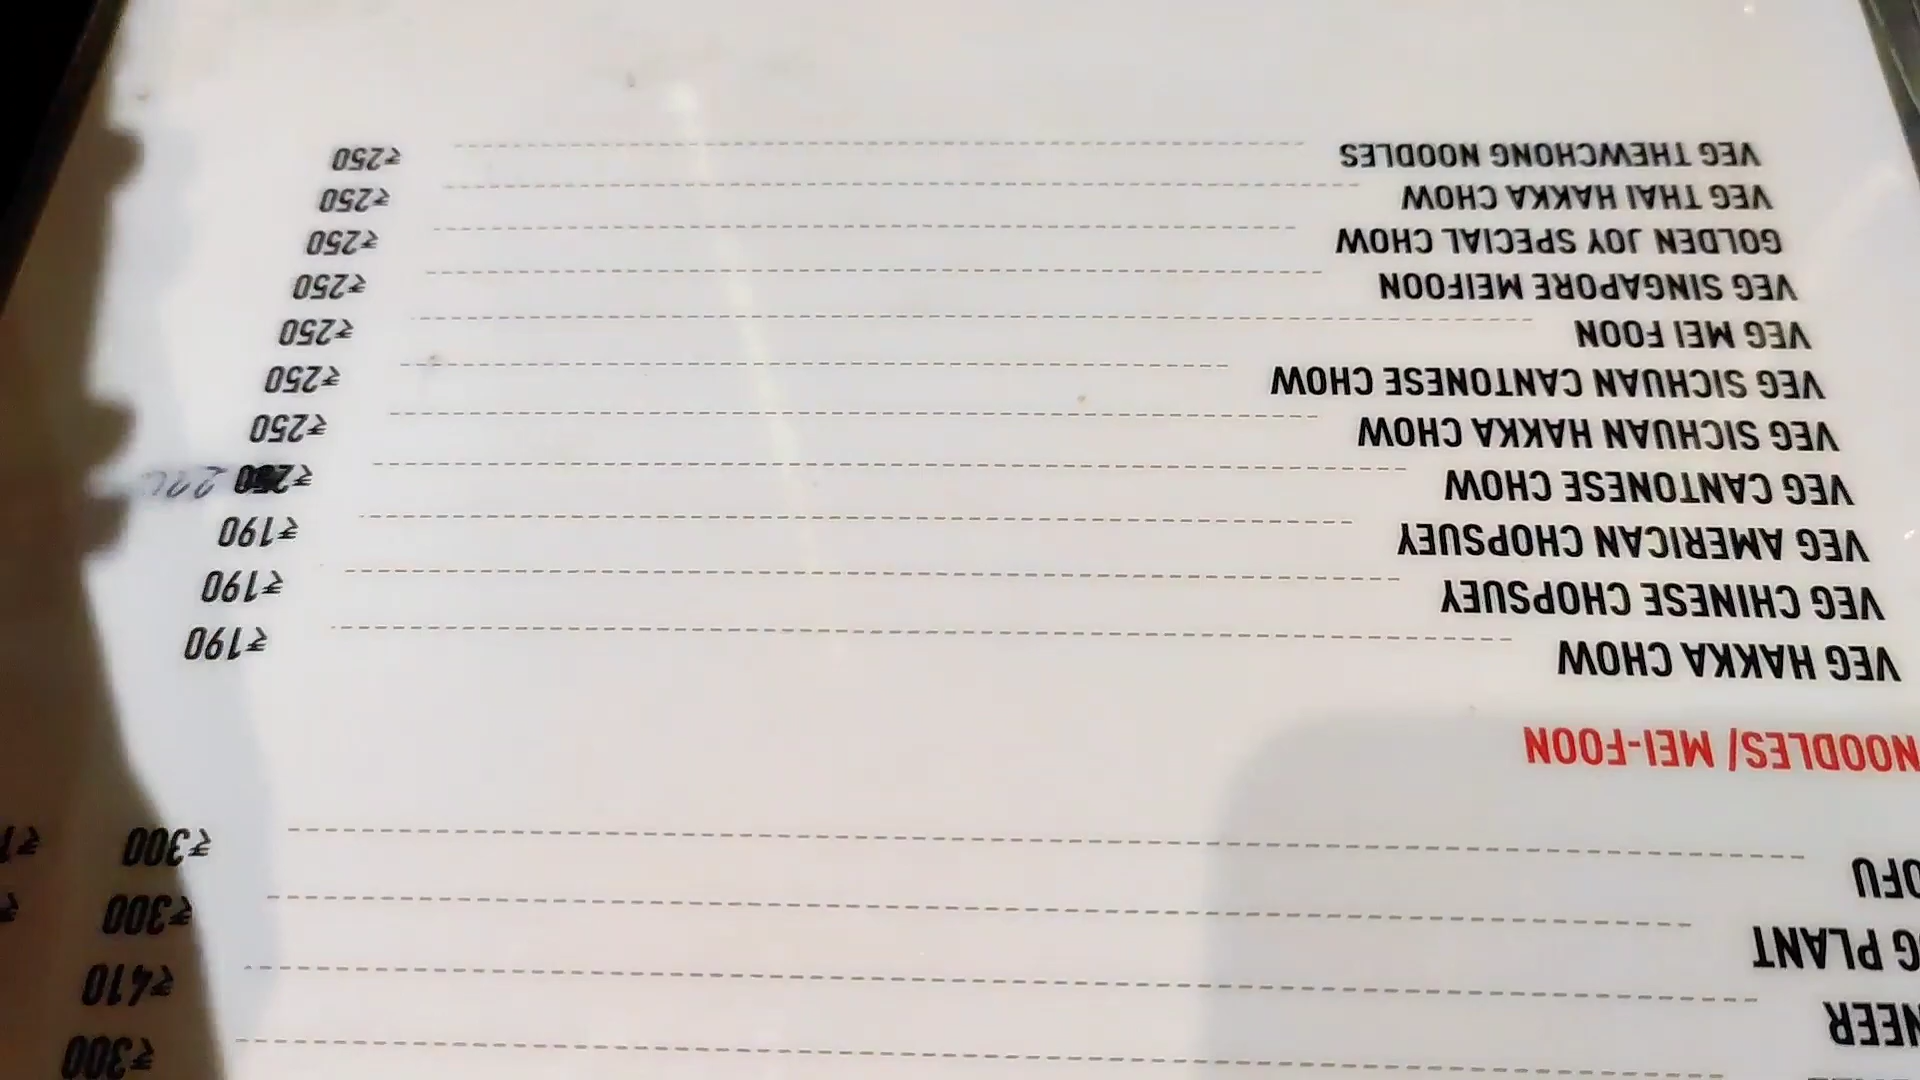 ₹300
NEER ₹410
G PLANT ₹300
OFU ₹300
NOODLES/ MEI-FOON
VEG HAKKA CHOW ₹190
VEG CHINESE CHOPSUEY ₹190
VEG AMERICAN CHOPSUEY ₹190
VEG CANTONESE CHOW
VEG SICHUAN HAKKA CHOW ₹250
VEG SICHUAN CANTONESE CHOW ₹250
VEG MEI FOON ₹250
VEG SINGAPORE MEIFOON ₹250
GOLDEN JOY SPECIAL CHOW ₹250
VEG THAI HAKKA CHOW ₹250
VEG THEWCHONG NOODLES ₹250